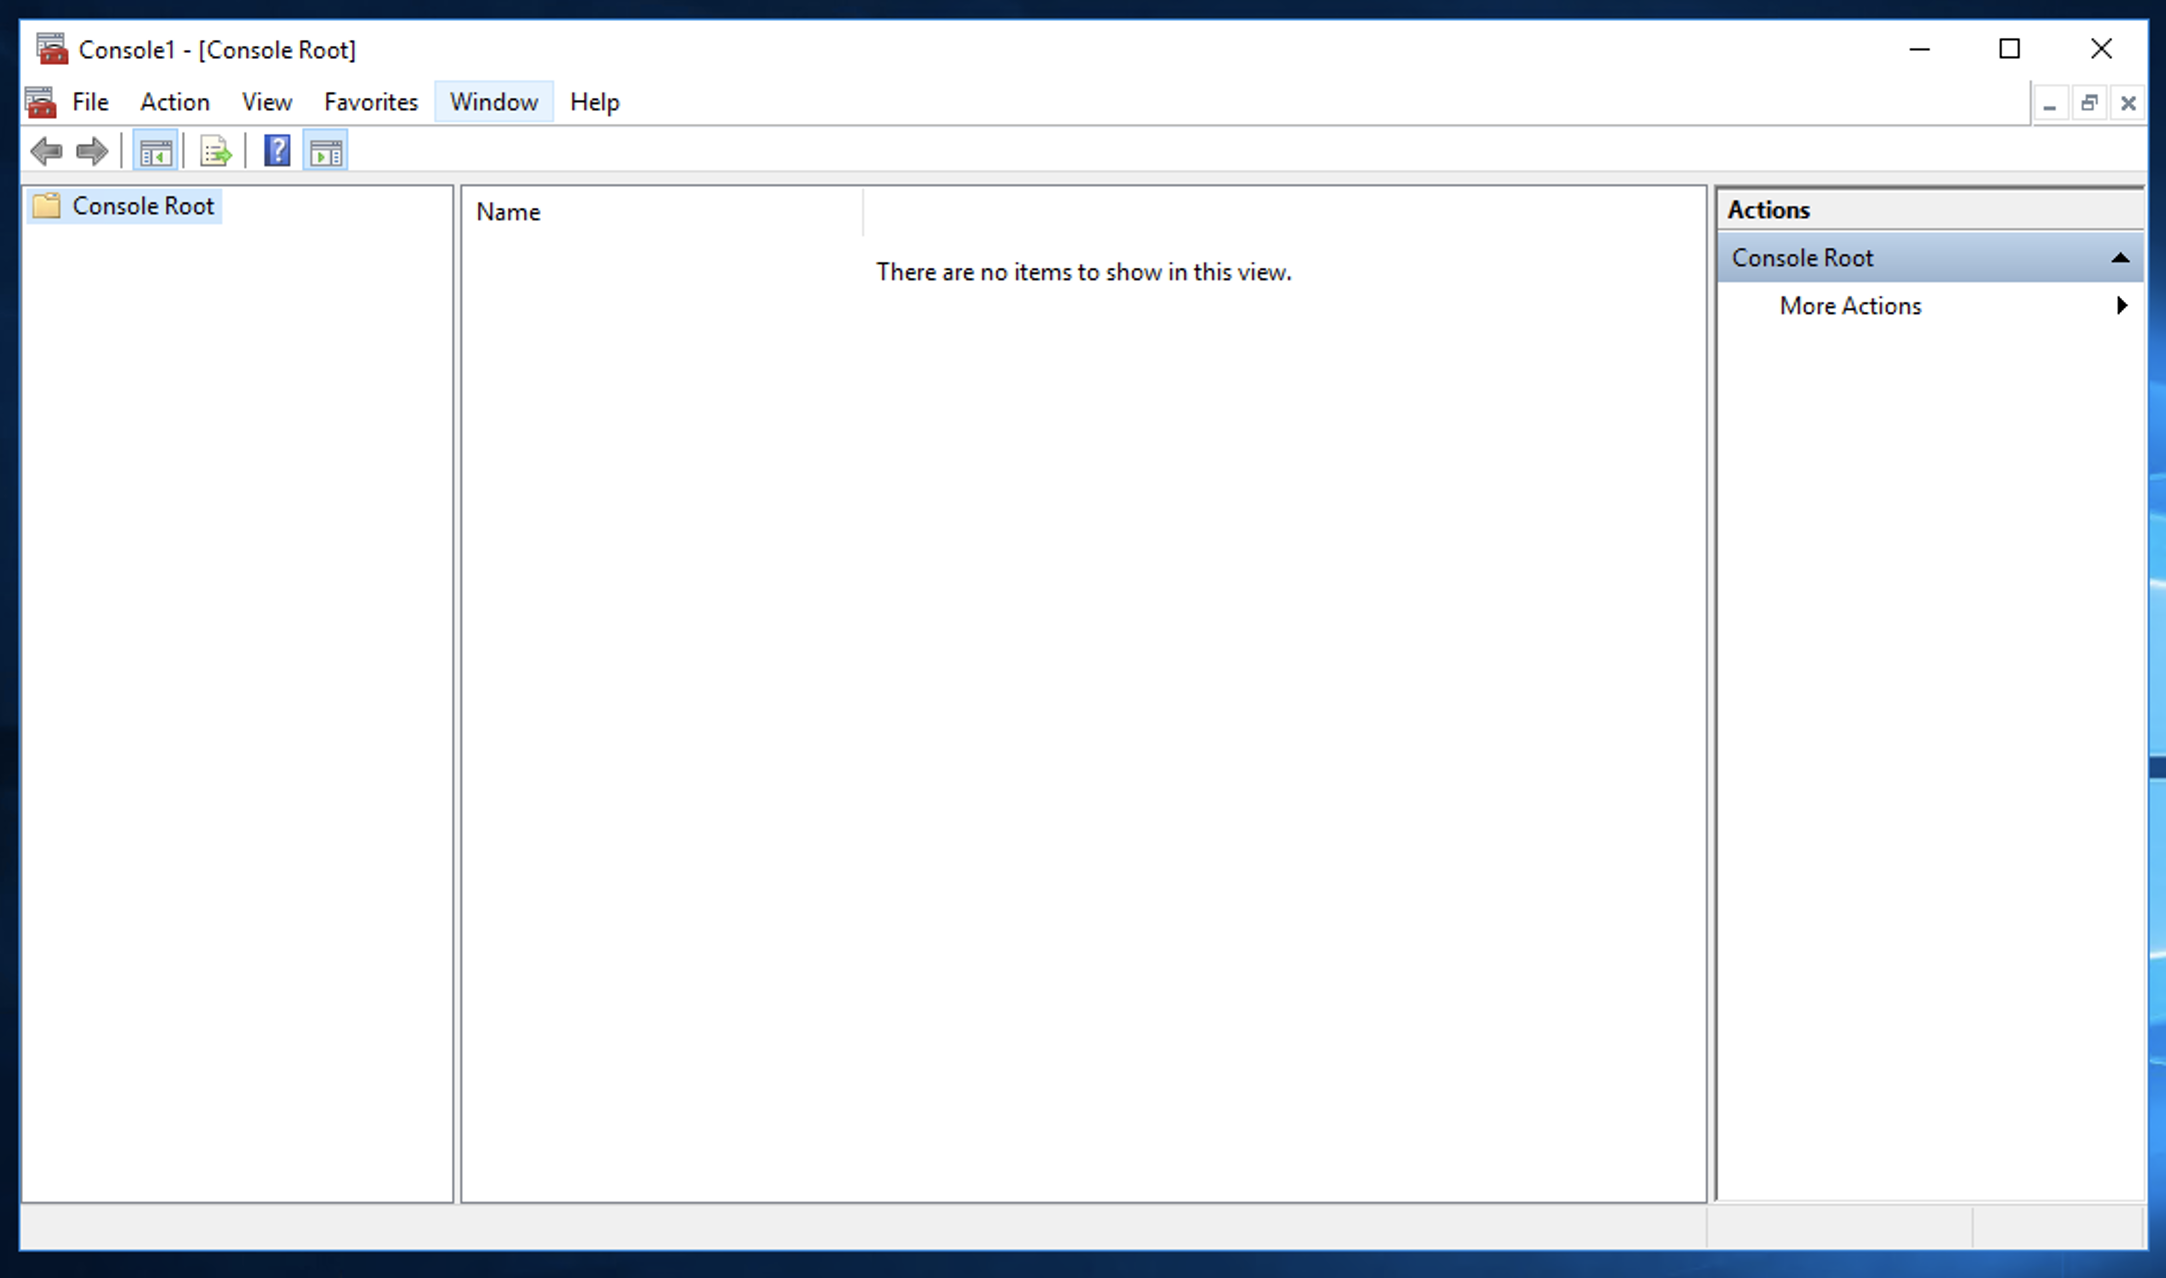 Console1 - [Console Root]
File Action View Favorites Window Help
?
Console Root
Name
There are no items to show in this view.
Actions
Console Root
More Actions